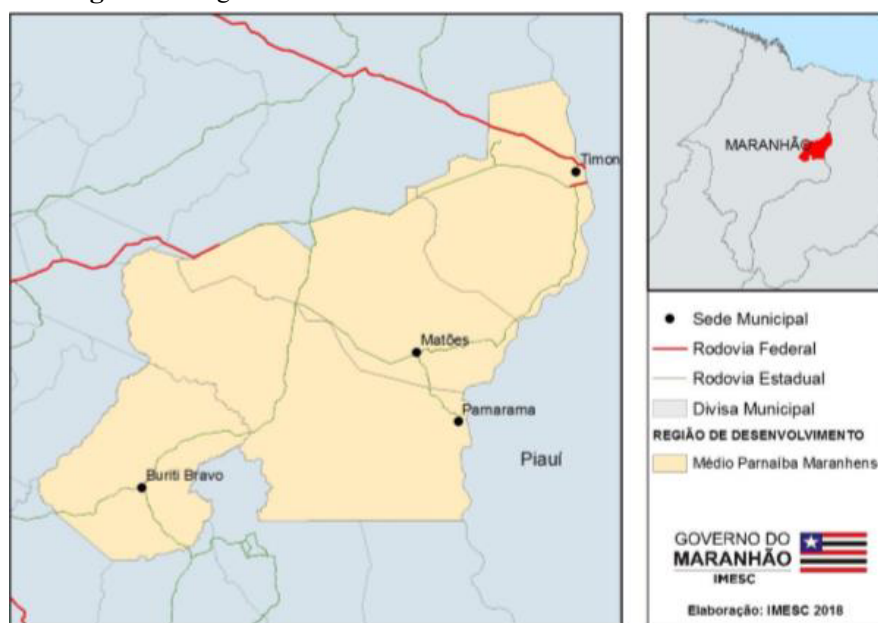 Timon
Matões
Parnarama
Buriti Bravo
Piauí
MARANHÃO
Sede Municipal
Rodovia Federal
Rodovia Estadual
Divisa Municipal
REGIÃO DE DESENVOLVIMENTO
Médio Parnaíba Maranhens
GOVERNO DO
MARANHÃO
IMESC
Elaboração: IMESC 2018